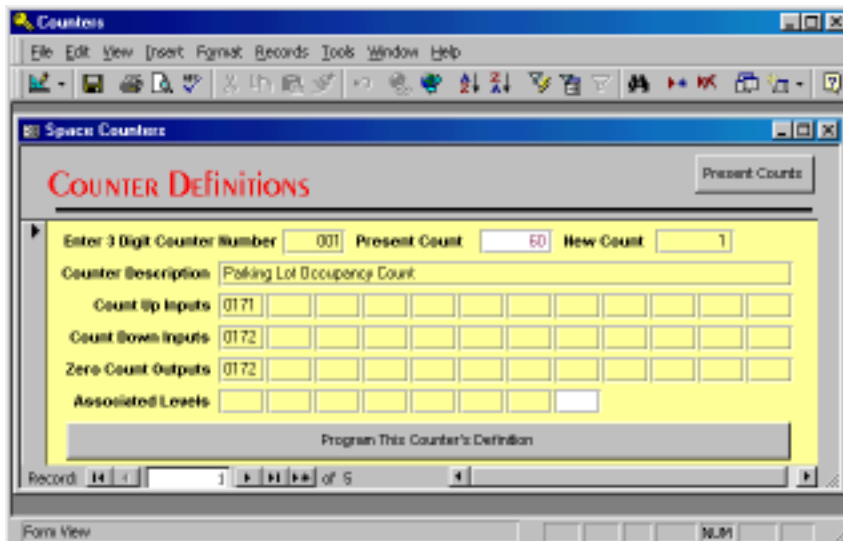 Counters
File Edit View Insert Format Records Tools Window Help
Space Counters
COUNTER DEFINITIONS
Present Counts
Enter 3 Digit Counter Number 001 Present Count 60 New Count 1
Counter Description Parking Lot Occupancy Count
Count Up Inputs 0171
Count Down Inputs 0172
Zero Count Outputs 0172
Associated Levels
Program This Counter's Definition
Record: 1 of 5
Form View NUM